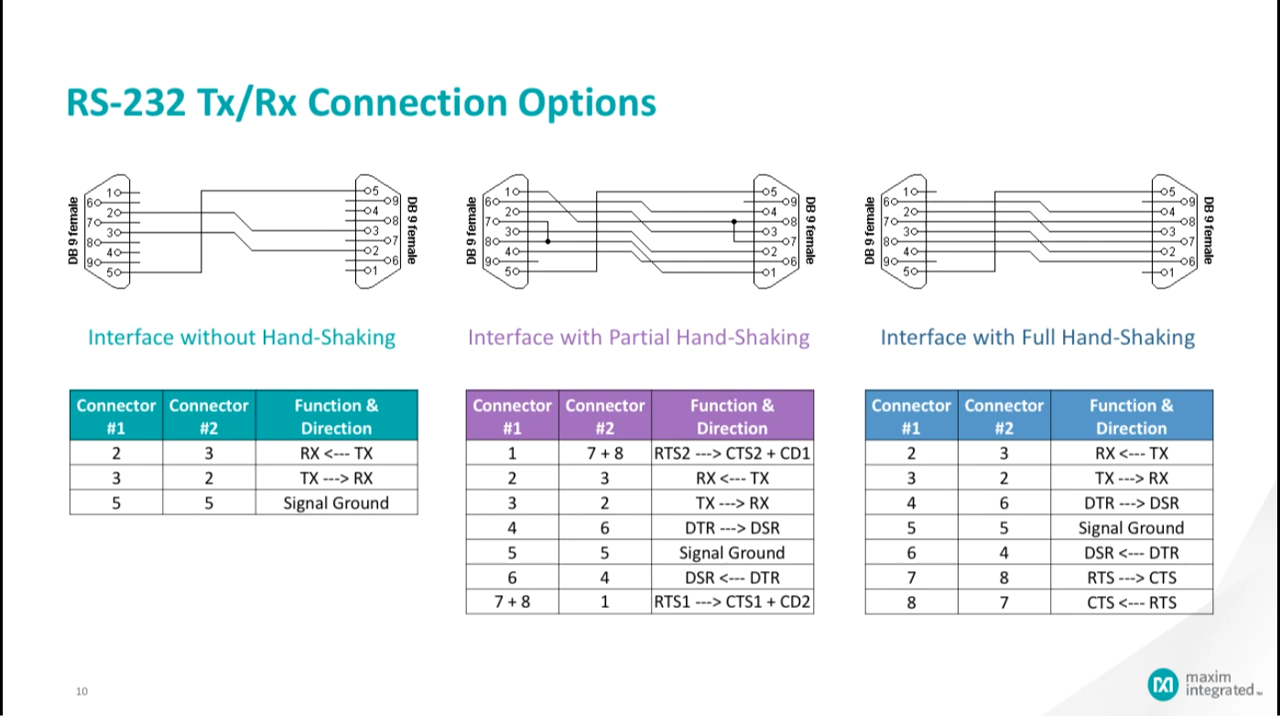 RS-232 Tx/Rx Connection Options
DB 9 female
1
6
2
7
3
8
4
9
5
5
9
4
8
3
7
2
6
1
DB 9 female
DB 9 female
1
6
2
7
3
8
4
9
5
5
9
4
8
3
7
2
6
1
DB 9 female
DB 9 female
1
6
2
7
3
8
4
9
5
5
9
4
8
3
7
2
6
1
DB 9 female
Interface without Hand-Shaking
Connector #1 Connector #2 Function & Direction
2 3 RX <--- TX
3 2 TX ---> RX
5 5 Signal Ground
Interface with Partial Hand-Shaking
Connector #1 Connector #2 Function & Direction
1 7 + 8 RTS2 ---> CTS2 + CD1
2 3 RX <--- TX
3 2 TX ---> RX
4 6 DTR ---> DSR
5 5 Signal Ground
6 4 DSR <--- DTR
7 + 8 1 RTS1 ---> CTS1 + CD2
Interface with Full Hand-Shaking
Connector #1 Connector #2 Function & Direction
2 3 RX <--- TX
3 2 TX ---> RX
4 6 DTR ---> DSR
5 5 Signal Ground
6 4 DSR <--- DTR
7 8 RTS ---> CTS
8 7 CTS <--- RTS
10
maxim
integrated™